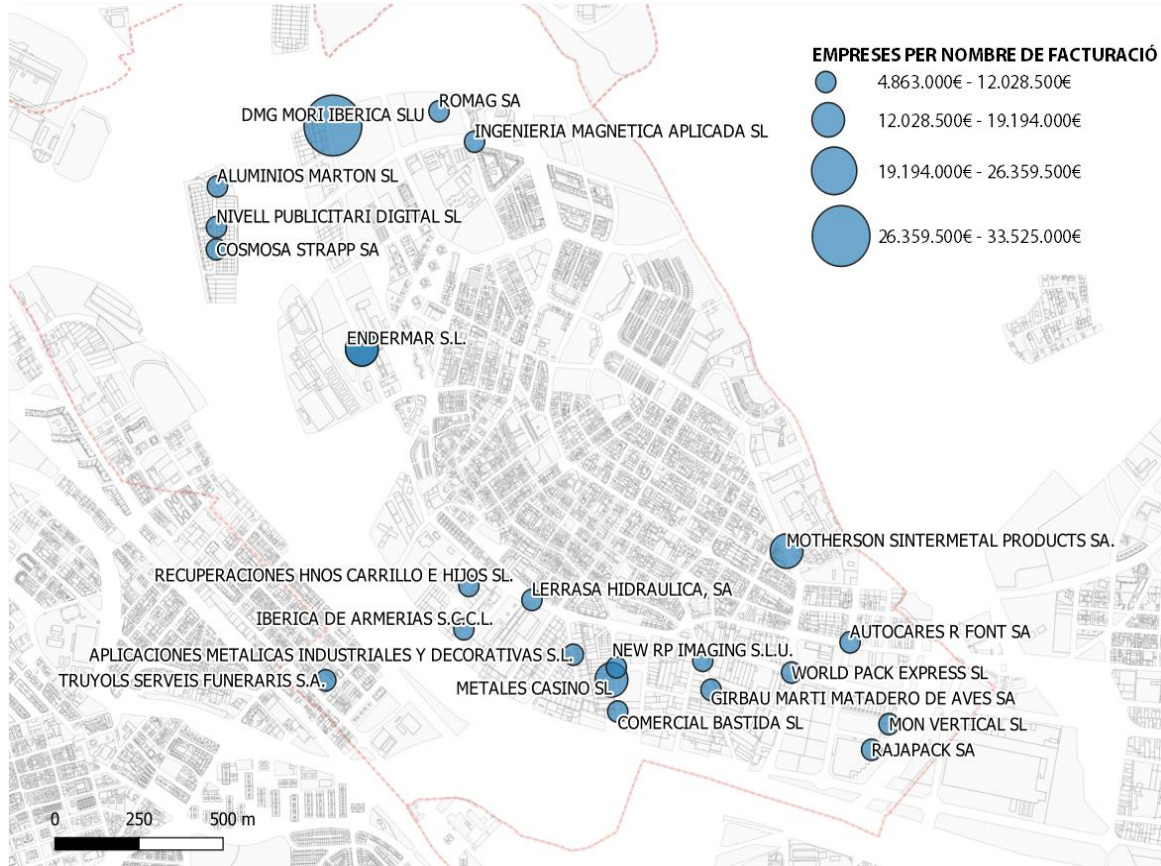 EMPRESES PER NOMBRE DE FACTURACIÓ
4.863.000€ - 12.028.500€
12.028.500€ - 19.194.000€
19.194.000€ - 26.359.500€
26.359.500€ - 33.525.000€
ROMAG SA
DMG MORI IBERICA SLU
INGENIERIA MAGNETICA APLICADA SL
ALUMINIOS MARTON SL
NIVELL PUBLICITARI DIGITAL SL
COSMOSA STRAPP SA
ENDERMAR S.L.
MOTHERSON SINTERMETAL PRODUCTS SA.
RECUPERACIONES HNOS CARRILLO E HIJOS SL.
LERRASA HIDRAULICA, SA
IBERICA DE ARMERIAS S.C.C.L.
AUTOCARES R FONT SA
NEW RP IMAGING S.L.U.
APLICACIONES METALICAS INDUSTRIALES Y DECORATIVAS S.L.
WORLD PACK EXPRESS SL
TRUYOLS SERVEIS FUNERARIS S.A.
METALES CASINO SL
GIRBAU MARTI MATADERO DE AVES SA
COMERCIAL BASTIDA SL
MON VERTICAL SL
RAJAPACK SA
0 250 500 m